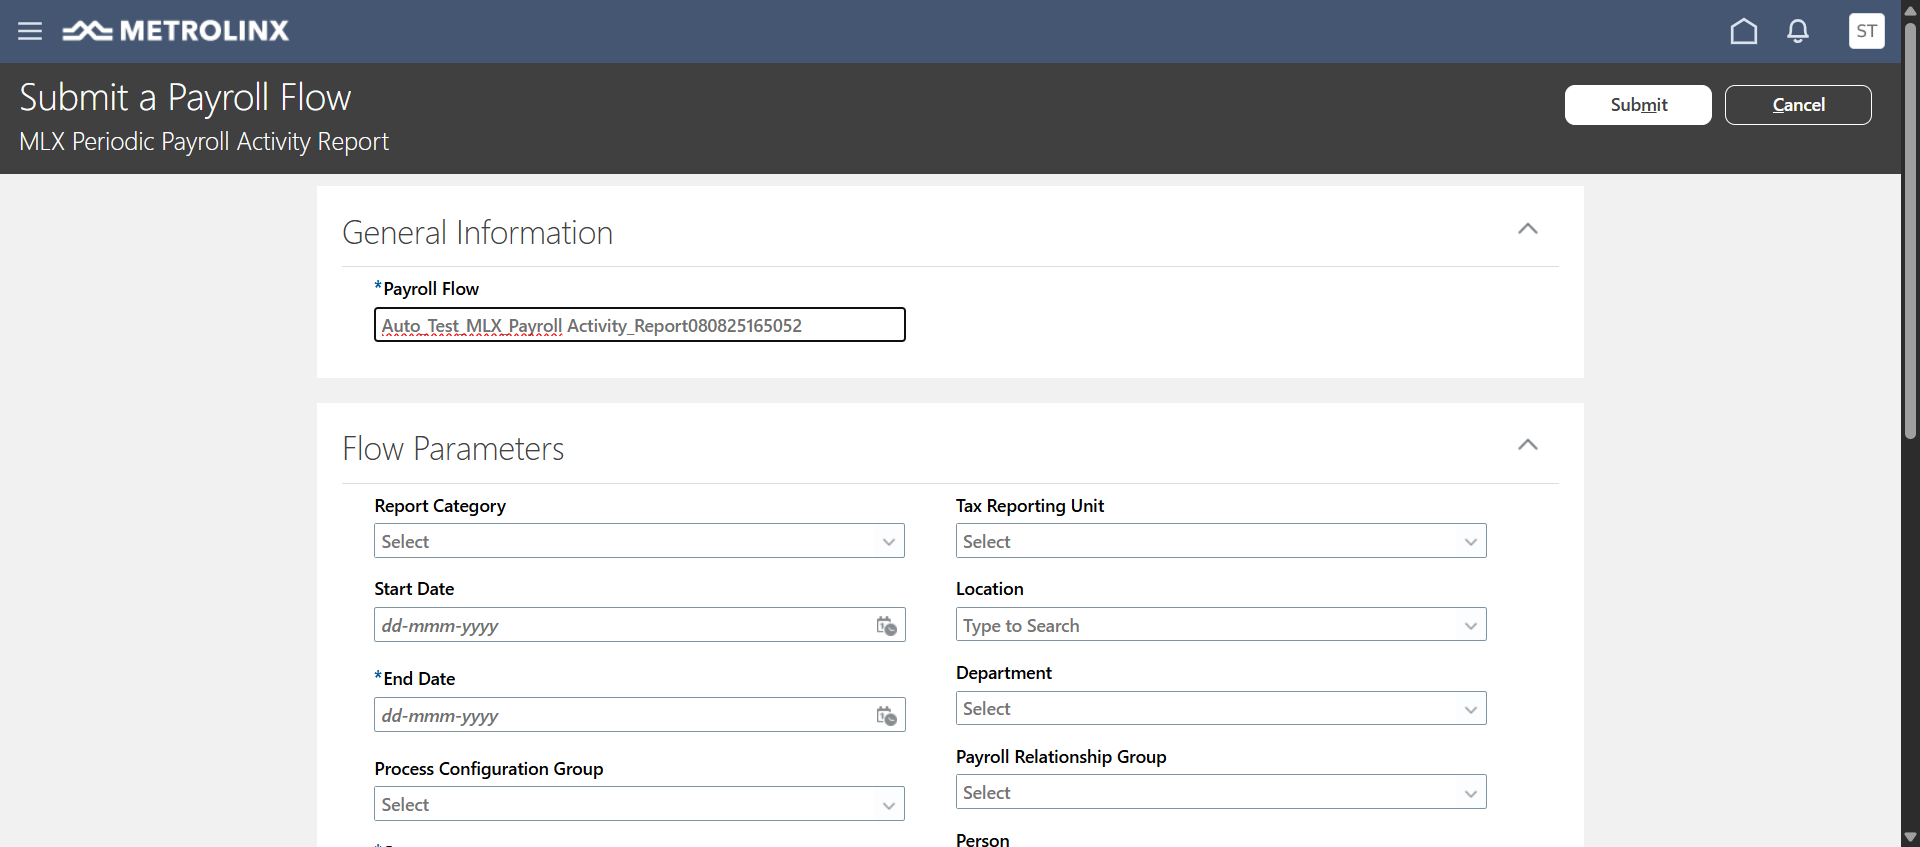 METROLINX
ST
Submit a Payroll Flow
MLX Periodic Payroll Activity Report
Submit
Cancel
General Information
*Payroll Flow
Auto_Test_MLX_Payroll Activity_Report080825165052
Flow Parameters
Report Category
Select
Start Date
dd-mmm-yyyy
*End Date
dd-mmm-yyyy
Process Configuration Group
Select
Tax Reporting Unit
Select
Location
Type to Search
Department
Select
Payroll Relationship Group
Select
Person